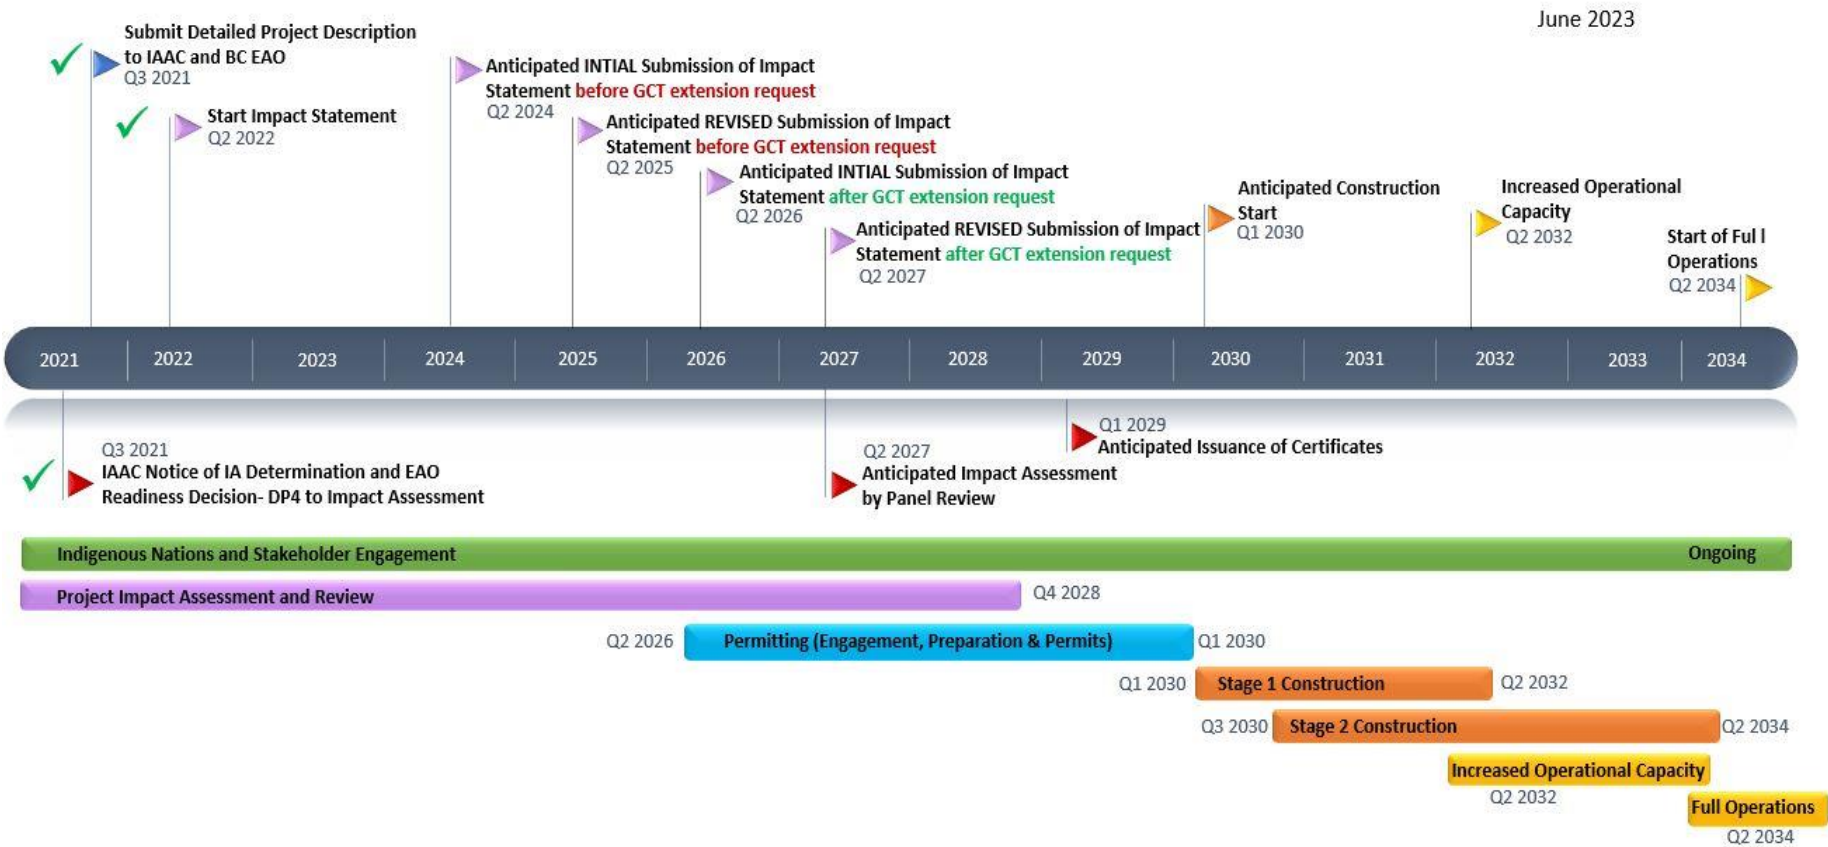 June 2023
Submit Detailed Project Description
to IAAC and BC EAO
Q3 2021
Start Impact Statement
Q2 2022
Anticipated INTIAL Submission of Impact
Statement before GCT extension request
Q2 2024
Anticipated REVISED Submission of Impact
Statement before GCT extension request
Q2 2025
Anticipated INTIAL Submission of Impact
Statement after GCT extension request
Q2 2026
Anticipated REVISED Submission of Impact
Statement after GCT extension request
Q2 2027
Anticipated Construction
Start
Q1 2030
Increased Operational
Capacity
Q2 2032
Start of Ful l
Operations
Q2 2034
2021 2022 2023 2024 2025 2026 2027 2028 2029 2030 2031 2032 2033 2034
Q3 2021
IAAC Notice of IA Determination and EAO
Readiness Decision- DP4 to Impact Assessment
Q2 2027
Anticipated Impact Assessment
by Panel Review
Q1 2029
Anticipated Issuance of Certificates
Indigenous Nations and Stakeholder Engagement Ongoing
Project Impact Assessment and Review Q4 2028
Q2 2026 Permitting (Engagement, Preparation & Permits) Q1 2030
Q1 2030 Stage 1 Construction Q2 2032
Q3 2030 Stage 2 Construction Q2 2034
Increased Operational Capacity
Q2 2032
Full Operations
Q2 2034